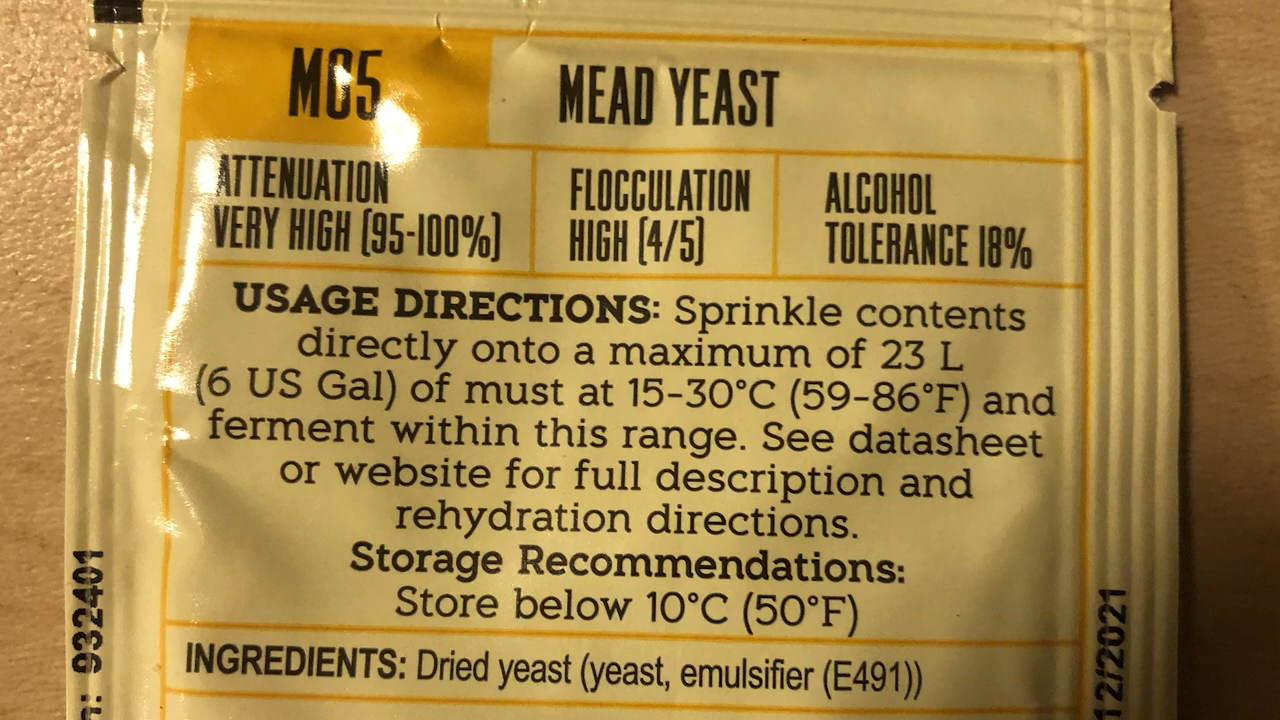 M05
MEAD YEAST
ATTENUATION
VERY HIGH (95-100%)
FLOCCULATION
HIGH (4/5)
ALCOHOL
TOLERANCE 18%
USAGE DIRECTIONS: Sprinkle contents
directly onto a maximum of 23 L
(6 US Gal) of must at 15-30°C (59-86°F) and
ferment within this range. See datasheet
or website for full description and
rehydration directions.
Storage Recommendations:
Store below 10°C (50°F)
INGREDIENTS: Dried yeast (yeast, emulsifier (E491))
932401
12/2021